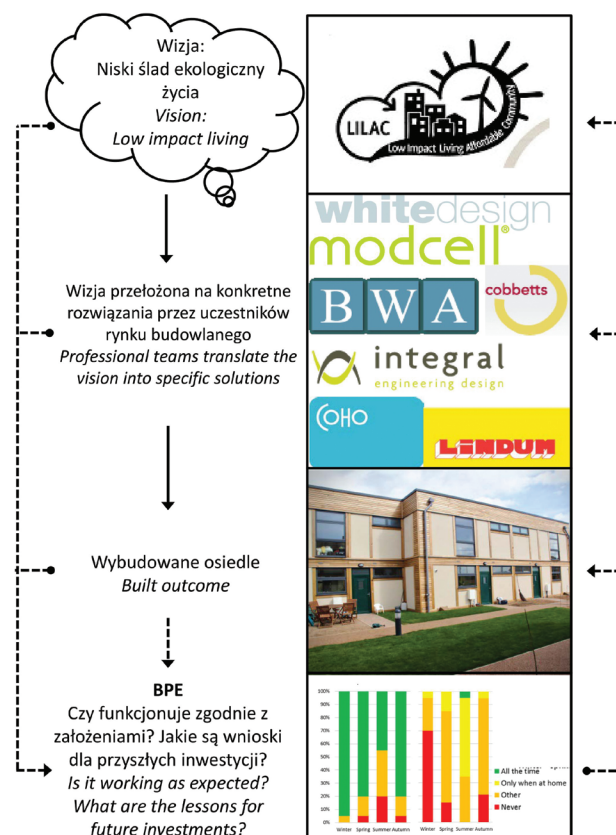 Wizja:
Niski ślad ekologiczny
życia
Vision:
Low impact living
LILAC
Low Impact Living Affordable Community
whitedesign
modcell®
Wizja przełożona na konkretne
rozwiązania przez uczestników
rynku budowlanego
Professional teams translate the
vision into specific solutions
BWA
cobbetts
integral
engineering design
COHO
LINDUM
Wybudowane osiedle
Built outcome
BPE
Czy funkcjonuje zgodnie z
założeniami? Jakie są wnioski
dla przyszłych inwestycji?
Is it working as expected?
What are the lessons for
future investments?
100%
90%
80%
70%
60%
50%
40%
30%
20%
10%
0%
Winter Spring Summer Autumn Winter Spring Summer Autumn
All the time
Only when at home
Other
Never